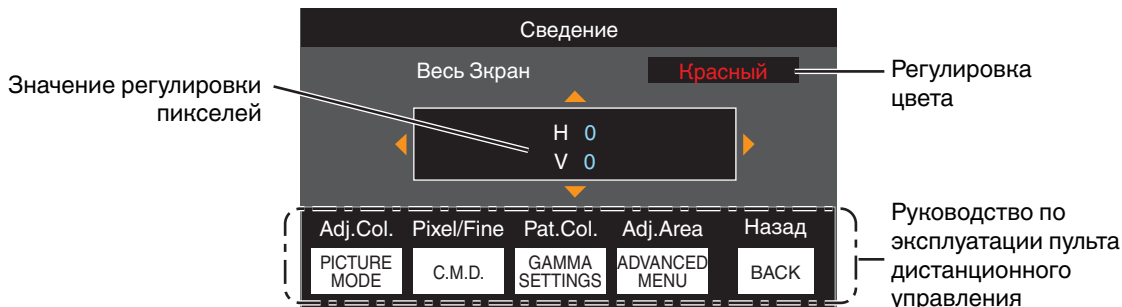 Сведение
Весь Зкран Красный
Значение регулировки
пикселей
Регулировка
цвета
H 0
V 0
Adj.Col. Pixel/Fine Pat.Col. Adj.Area Назад
PICTURE
MODE
C.M.D.
GAMMA
SETTINGS
ADVANCED
MENU
BACK
Руководство по
эксплуатации пульта
дистанционного
управления